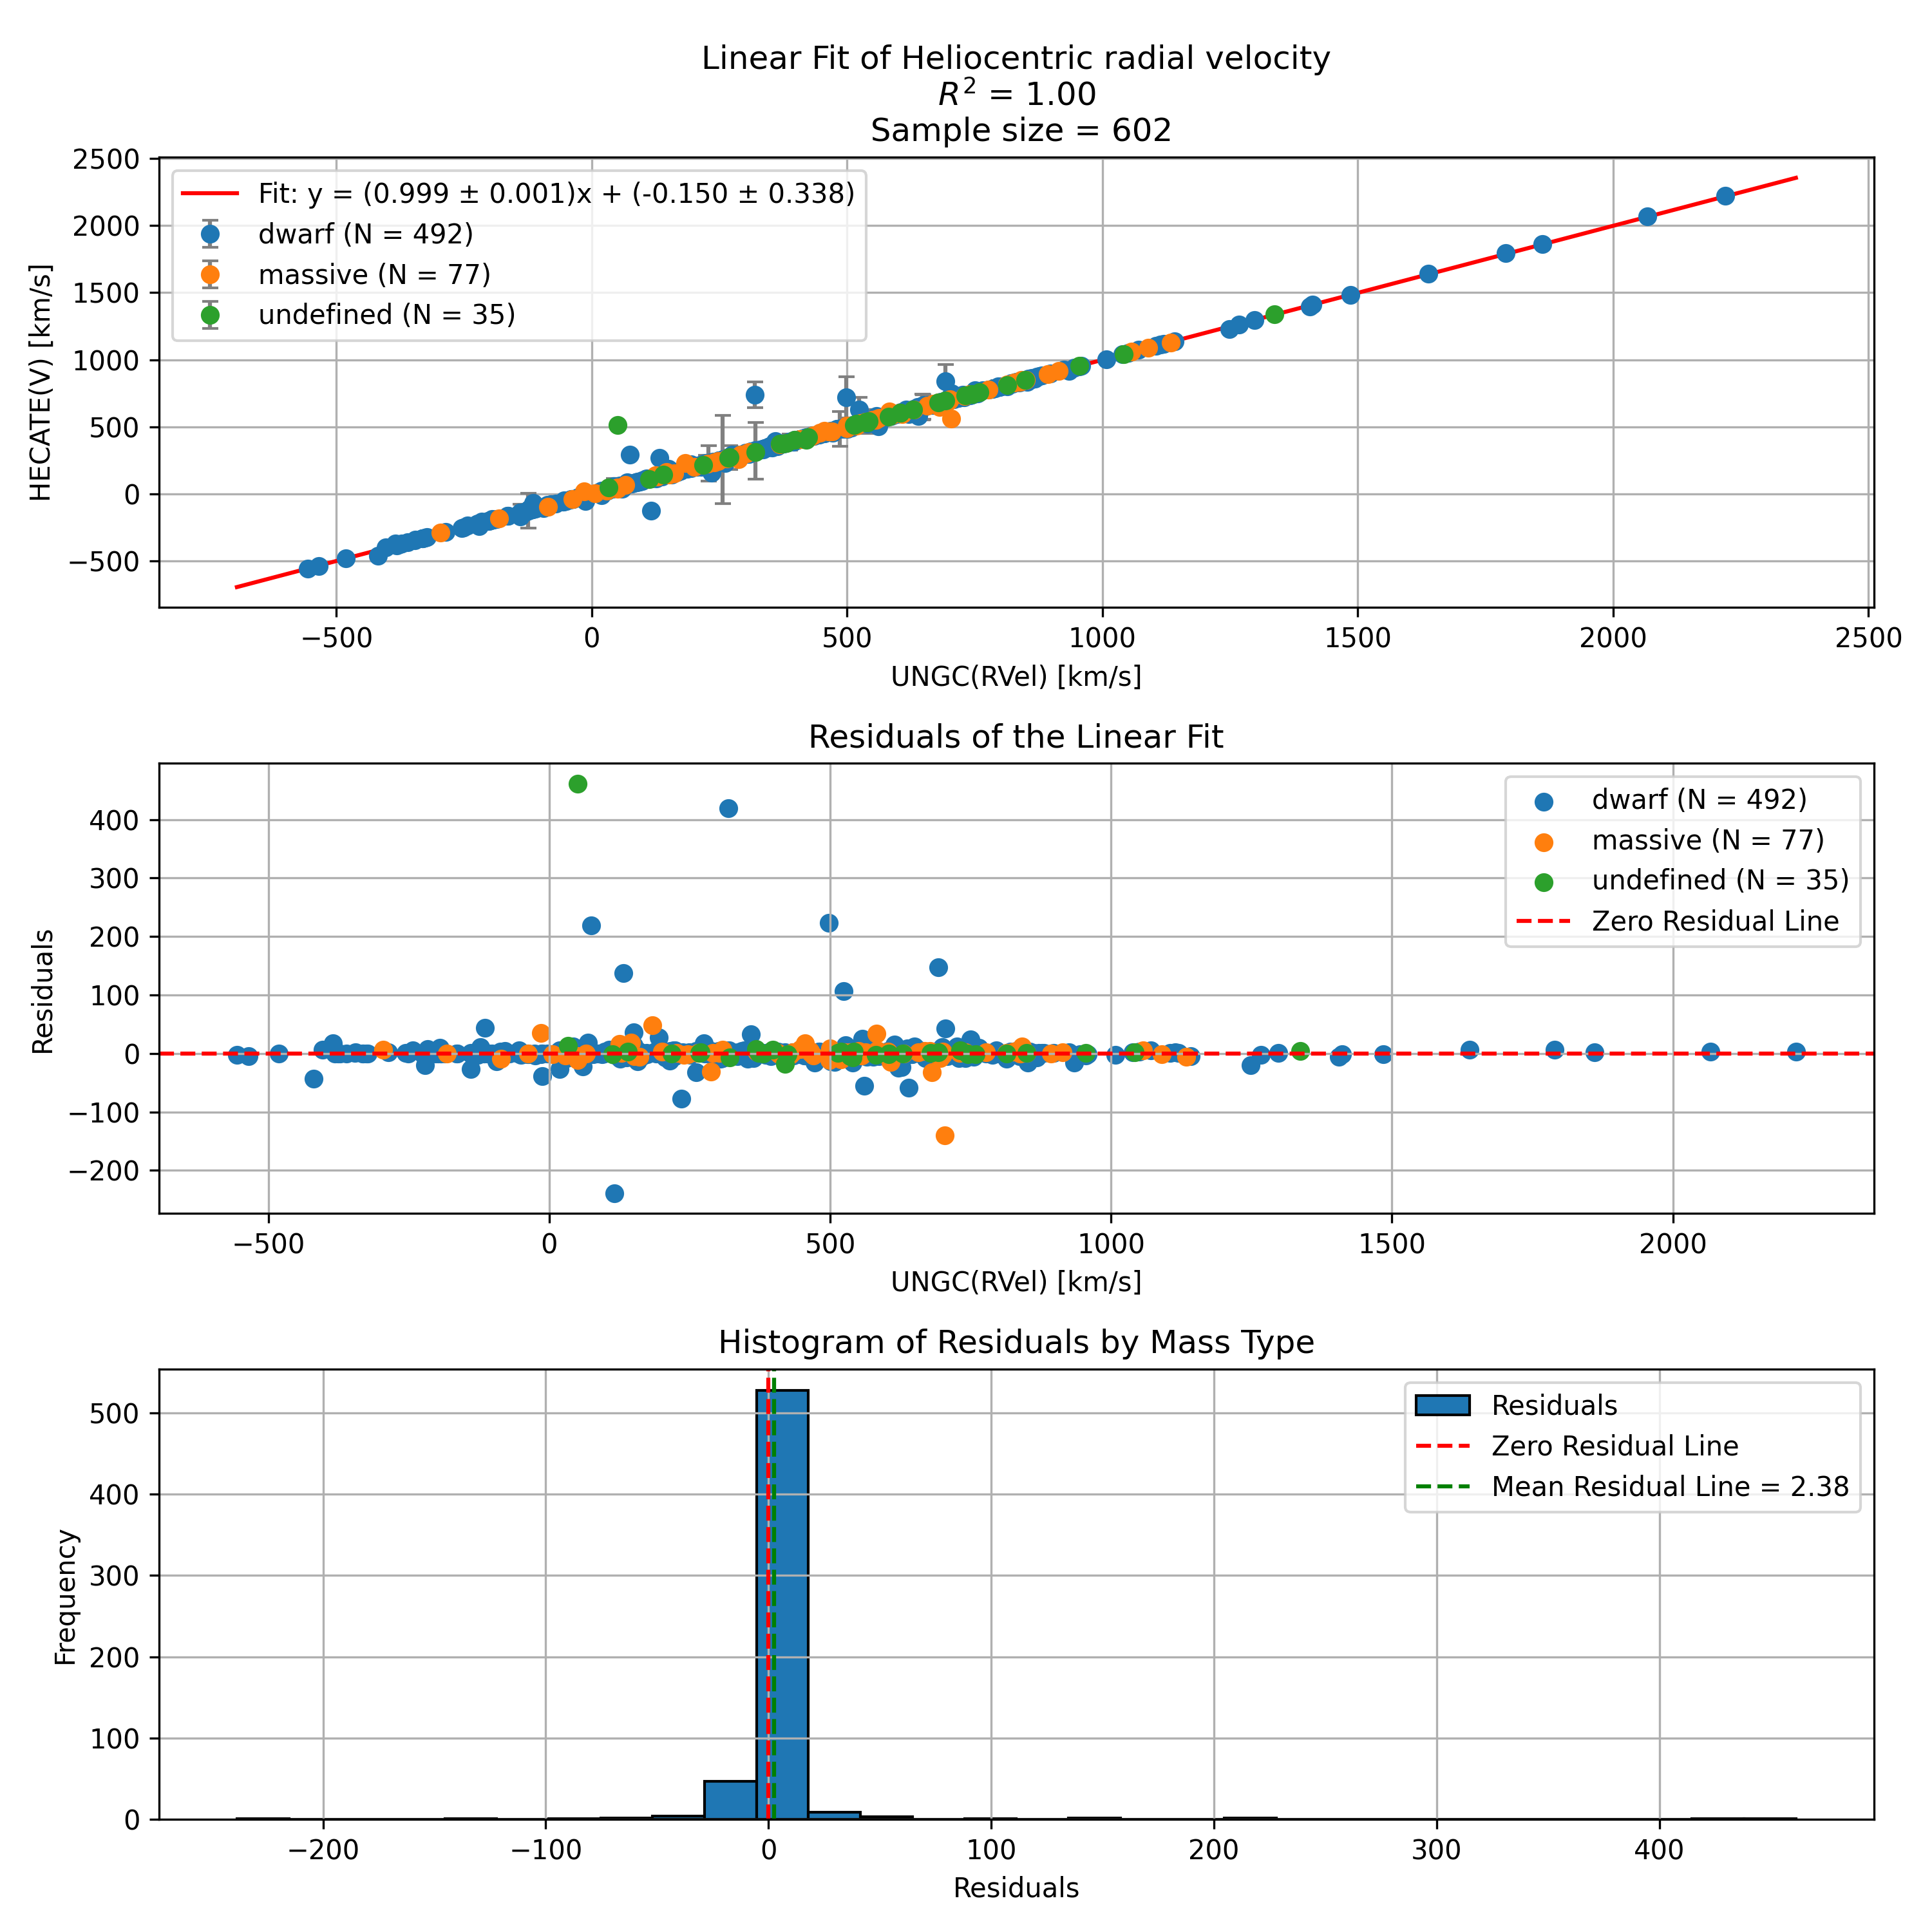 Linear Fit of Heliocentric radial velocity
R² = 1.00
Sample size = 602
2500
2000
1500
1000
500
0
−500
HECATE(V) [km/s]
Fit: y = (0.999 ± 0.001)x + (-0.150 ± 0.338)
dwarf (N = 492)
massive (N = 77)
undefined (N = 35)
−500 0 500 1000 1500 2000 2500
UNGC(RVel) [km/s]
Residuals of the Linear Fit
400
300
200
100
0
−100
−200
Residuals
dwarf (N = 492)
massive (N = 77)
undefined (N = 35)
Zero Residual Line
−500 0 500 1000 1500 2000
UNGC(RVel) [km/s]
Histogram of Residuals by Mass Type
500
400
300
200
100
0
Frequency
Residuals
Zero Residual Line
Mean Residual Line = 2.38
−200 −100 0 100 200 300 400
Residuals